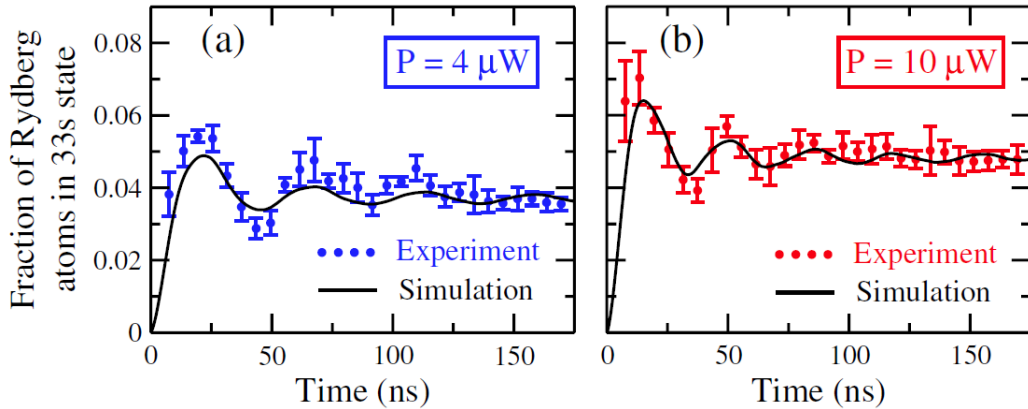 Fraction of Rydberg
atoms in 33s state
0.08
0.06
0.04
0.02
0
(a)
P = 4 μW
Experiment
Simulation
0 50 100 150
Time (ns)
(b)
P = 10 μW
Experiment
Simulation
0 50 100 150
Time (ns)